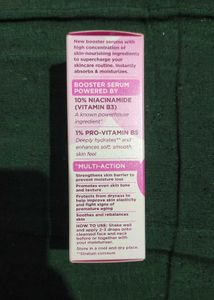 New booster serums with
high concentration of
skin-nourishing ingredients
to supercharge your
skincare routine. Instantly
absorbs & moisturizes.
BOOSTER SERUM
POWERED BY
10% NIACINAMIDE
(VITAMIN B3)
A known powerhouse
ingredient*
1% PRO-VITAMIN B5
Deeply hydrates** and
enhances soft, smooth
skin feel
*MULTI-ACTION
Strengthens skin barrier to
prevent moisture loss
Promotes even skin tone
and texture
Protects from dryness to
help improve skin elasticity
and fight signs of
premature aging
Soothes and rebalances
skin
HOW TO USE: Shake well
and apply 2-3 drops onto
cleansed face and neck
before or together with
your moisturiser.
Store in a cool and dry place.
**Stratum corneum